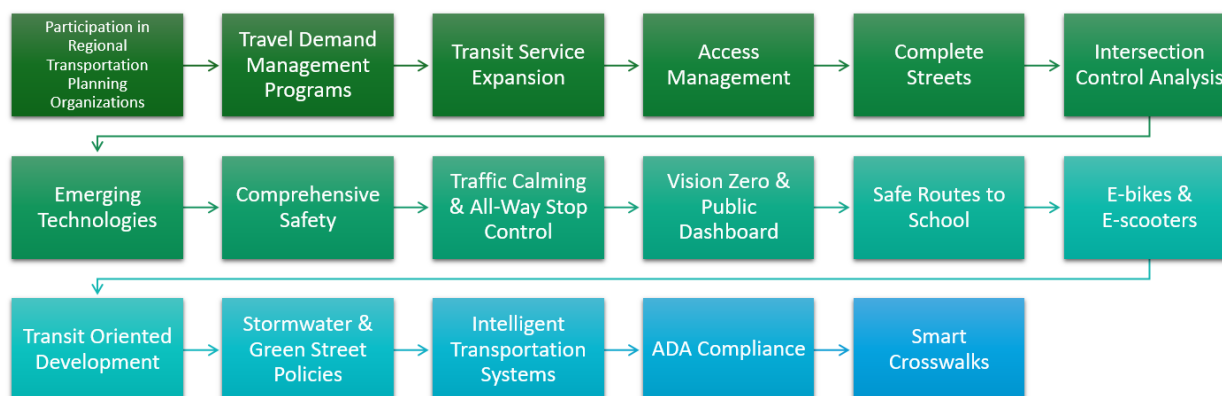 Participation in
Regional
Transportation
Planning
Organizations
Travel Demand
Management
Programs
Transit Service
Expansion
Access
Management
Complete
Streets
Intersection
Control Analysis
Emerging
Technologies
Comprehensive
Safety
Traffic Calming
& All-Way Stop
Control
Vision Zero &
Public
Dashboard
Safe Routes to
School
E-bikes &
E-scooters
Transit Oriented
Development
Stormwater &
Green Street
Policies
Intelligent
Transportation
Systems
ADA Compliance
Smart
Crosswalks